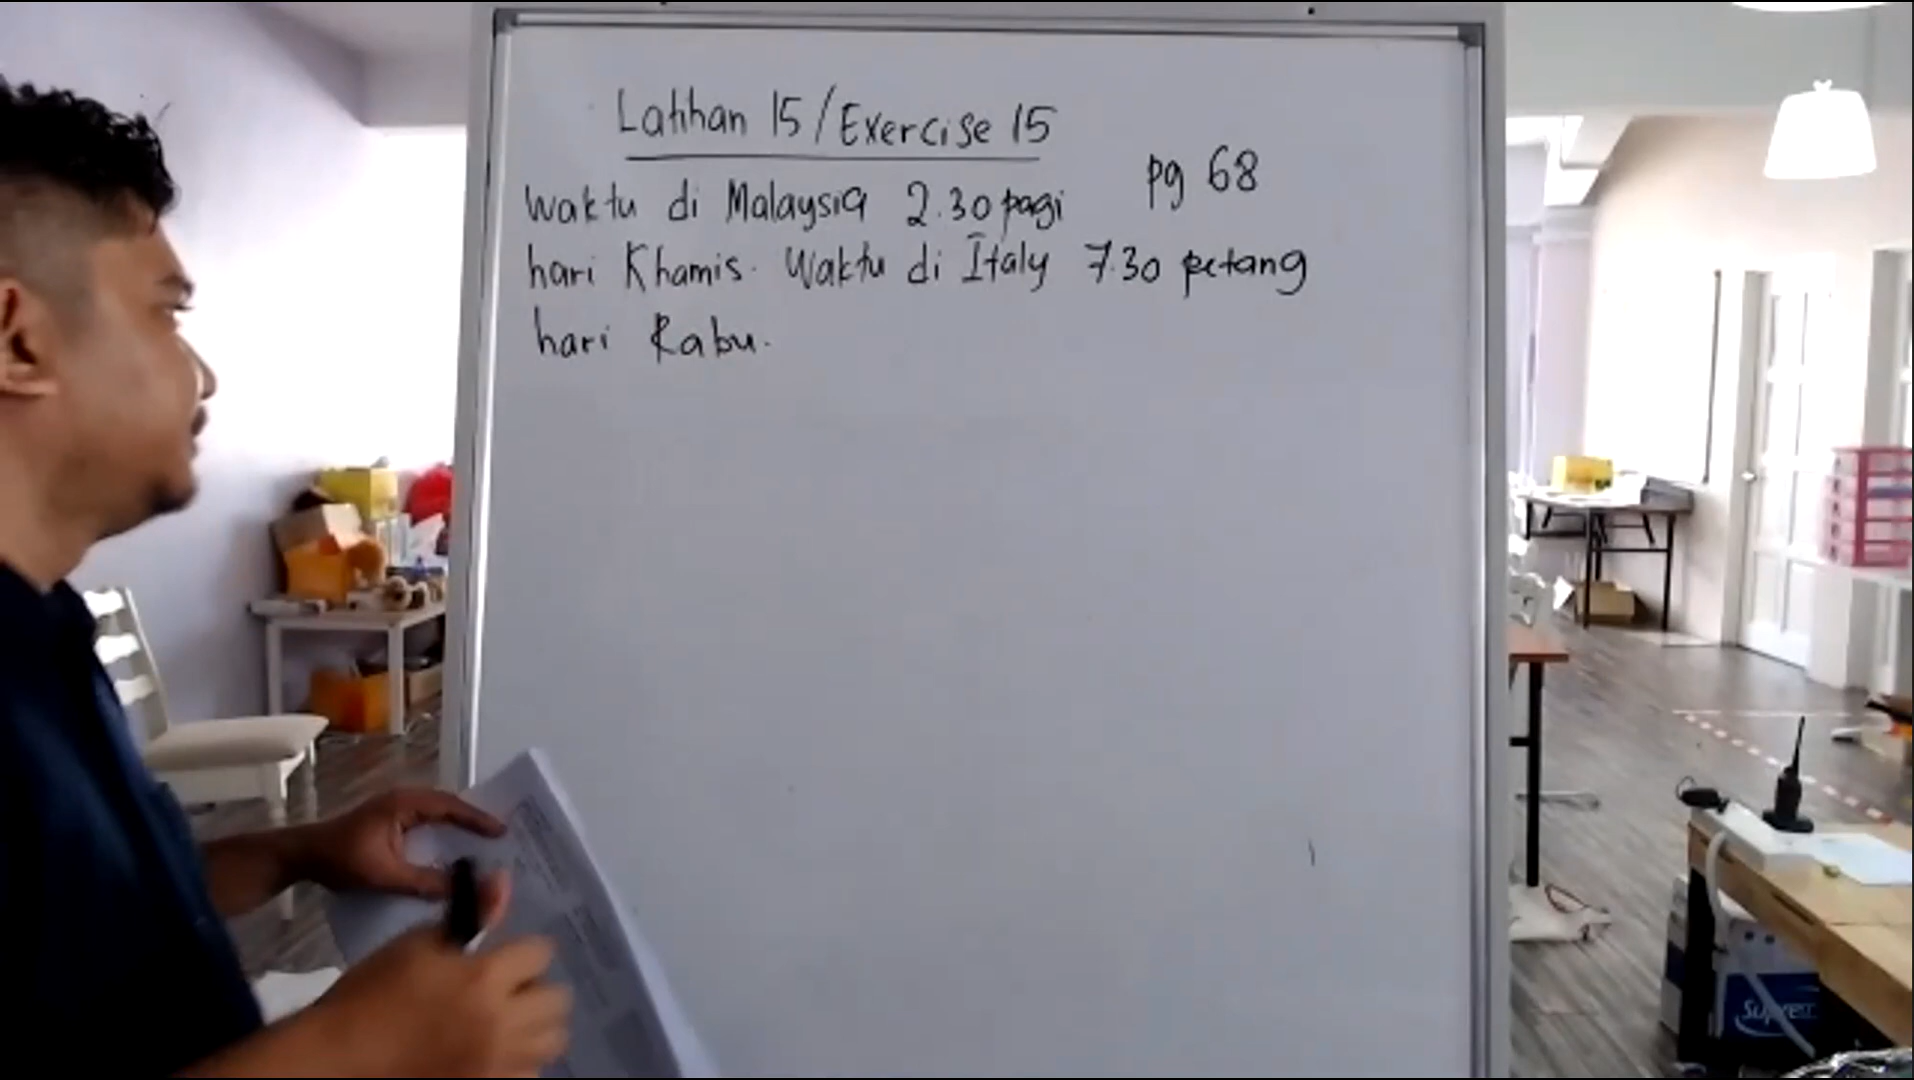 Latihan 15 / Exercise 15
pg 68
Waktu di Malaysia 2.30 pagi
hari Khamis. Waktu di Italy 7.30 petang
hari Rabu.